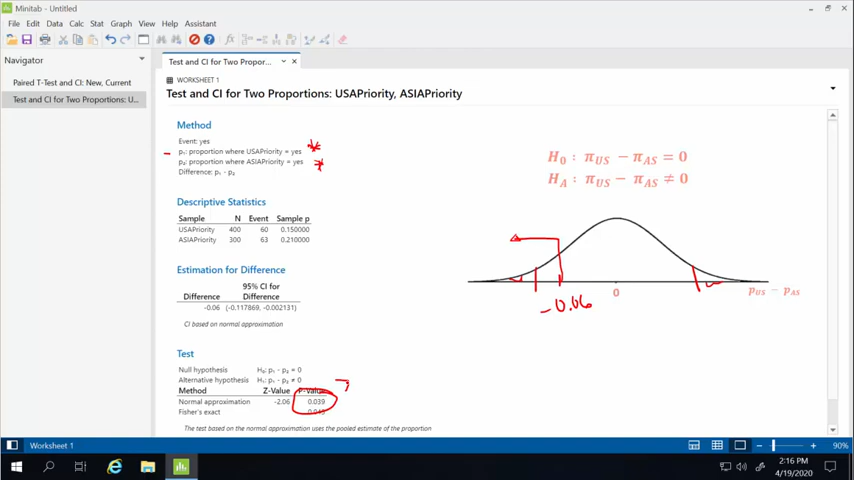 Minitab - Untitled
File Edit Data Calc Stat Graph View Help Assistant
Navigator
Paired T-Test and CI: New, Current
Test and CI for Two Proportions: U...
Test and CI for Two Propor...
WORKSHEET 1
Test and CI for Two Proportions: USAPriority, ASIAPriority
Method
Event: yes
p₁: proportion where USAPriority = yes
p₂: proportion where ASIAPriority = yes
Difference: p₁ - p₂
Descriptive Statistics
Sample N Event Sample p
USAPriority 400 60 0.150000
ASIAPriority 300 63 0.210000
Estimation for Difference
Difference 95% CI for Difference
-0.06 (-0.117869, -0.002131)
CI based on normal approximation
Test
Null hypothesis H₀: p₁ - p₂ = 0
Alternative hypothesis H₁: p₁ - p₂ ≠ 0
Method Z-Value P-Value
Normal approximation -2.06 0.039
Fisher's exact
The test based on the normal approximation uses the pooled estimate of the proportion
H₀ : π_US − π_AS = 0
H_A : π_US − π_AS ≠ 0
0
-0.06
p_US − p_AS
Worksheet 1
90%
2:16 PM
4/19/2020